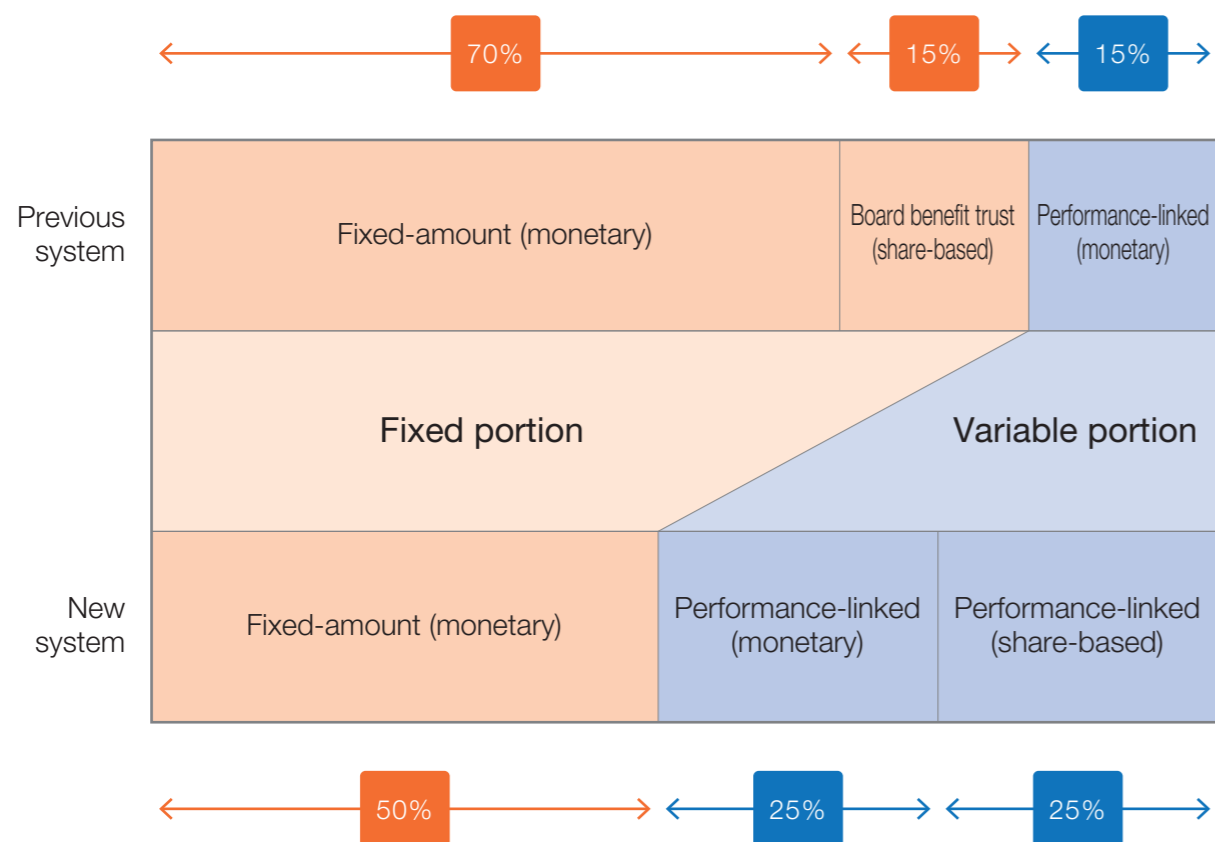 70%
15%
15%
Previous
system
Fixed-amount (monetary)
Board benefit trust
(share-based)
Performance-linked
(monetary)
Fixed portion
Variable portion
New
system
Fixed-amount (monetary)
Performance-linked
(monetary)
Performance-linked
(share-based)
50%
25%
25%